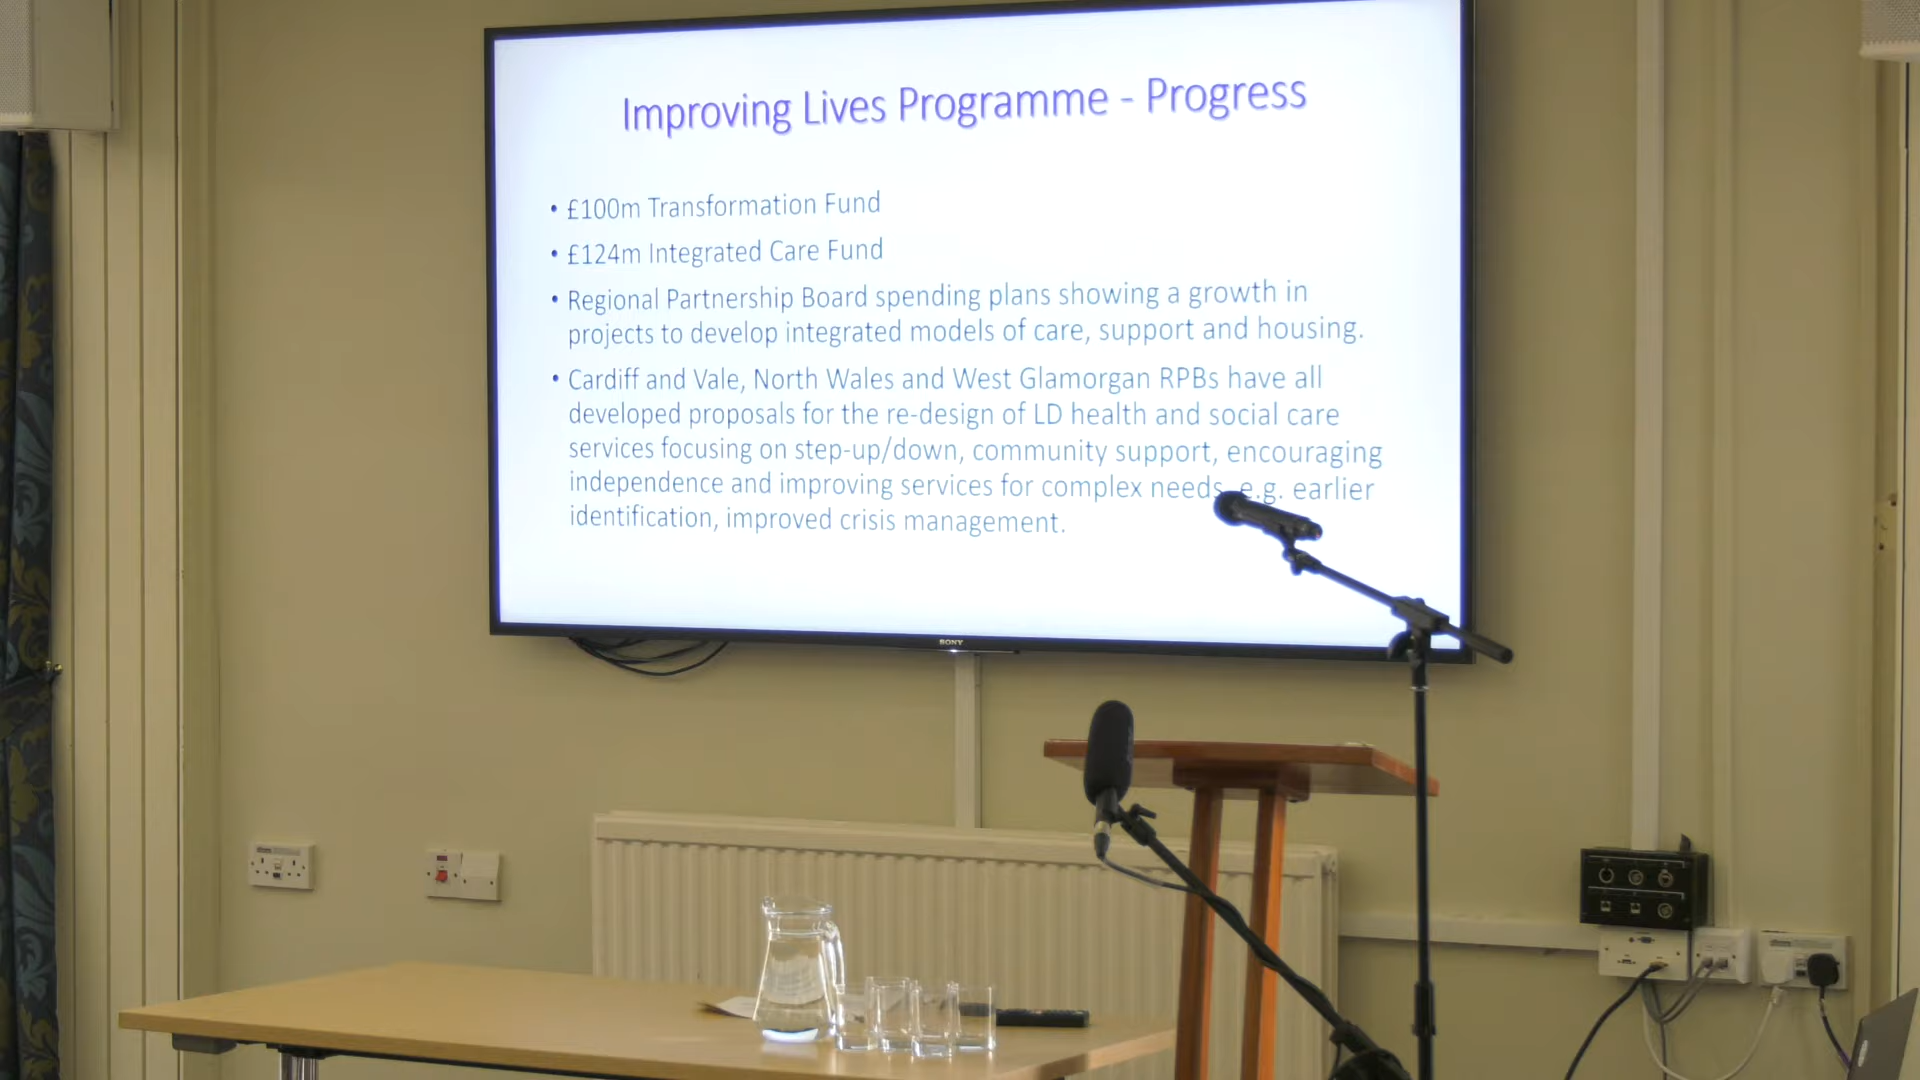 Improving Lives Programme - Progress
• £100m Transformation Fund
• £124m Integrated Care Fund
• Regional Partnership Board spending plans showing a growth in
projects to develop integrated models of care, support and housing.
• Cardiff and Vale, North Wales and West Glamorgan RPBs have all
developed proposals for the re-design of LD health and social care
services focusing on step-up/down, community support, encouraging
independence and improving services for complex needs, e.g. earlier
identification, improved crisis management.
SONY